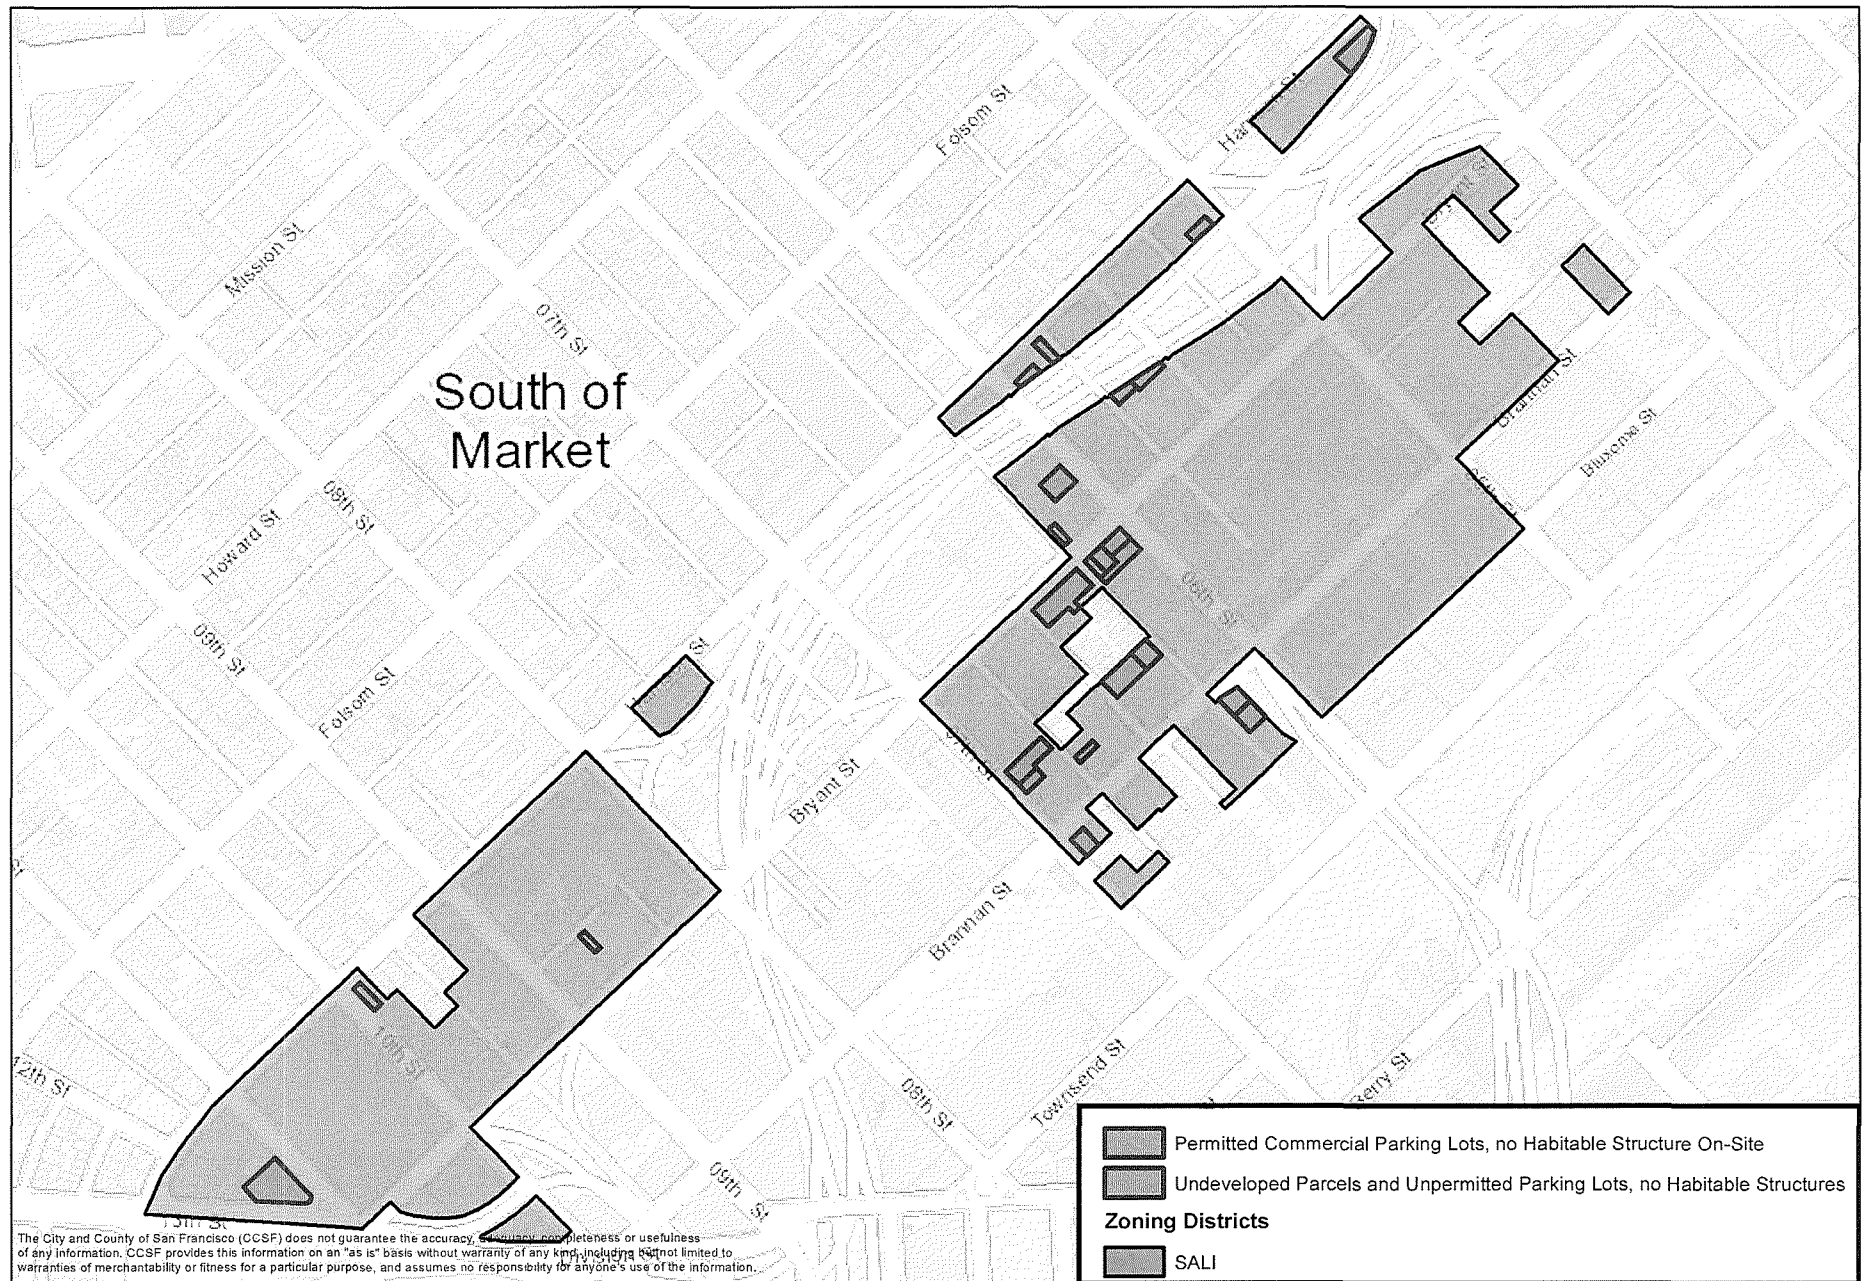 Folsom St
Mission St
07th St
South of
Market
Brannan St
Bluxome St
08th St
Howard St
06th St
09th St
St
Folsom St
Bryant St
Brannan St
10th St
12th St
Townsend St
Berry St
08th St
09th St
13th St
Division St
Permitted Commercial Parking Lots, no Habitable Structure On-Site
Undeveloped Parcels and Unpermitted Parking Lots, no Habitable Structures
Zoning Districts
SALI
The City and County of San Francisco (CCSF) does not guarantee the accuracy, adequacy, completeness or usefulness
of any information. CCSF provides this information on an "as is" basis without warranty of any kind, including but not limited to
warranties of merchantability or fitness for a particular purpose, and assumes no responsibility for anyone's use of the information.